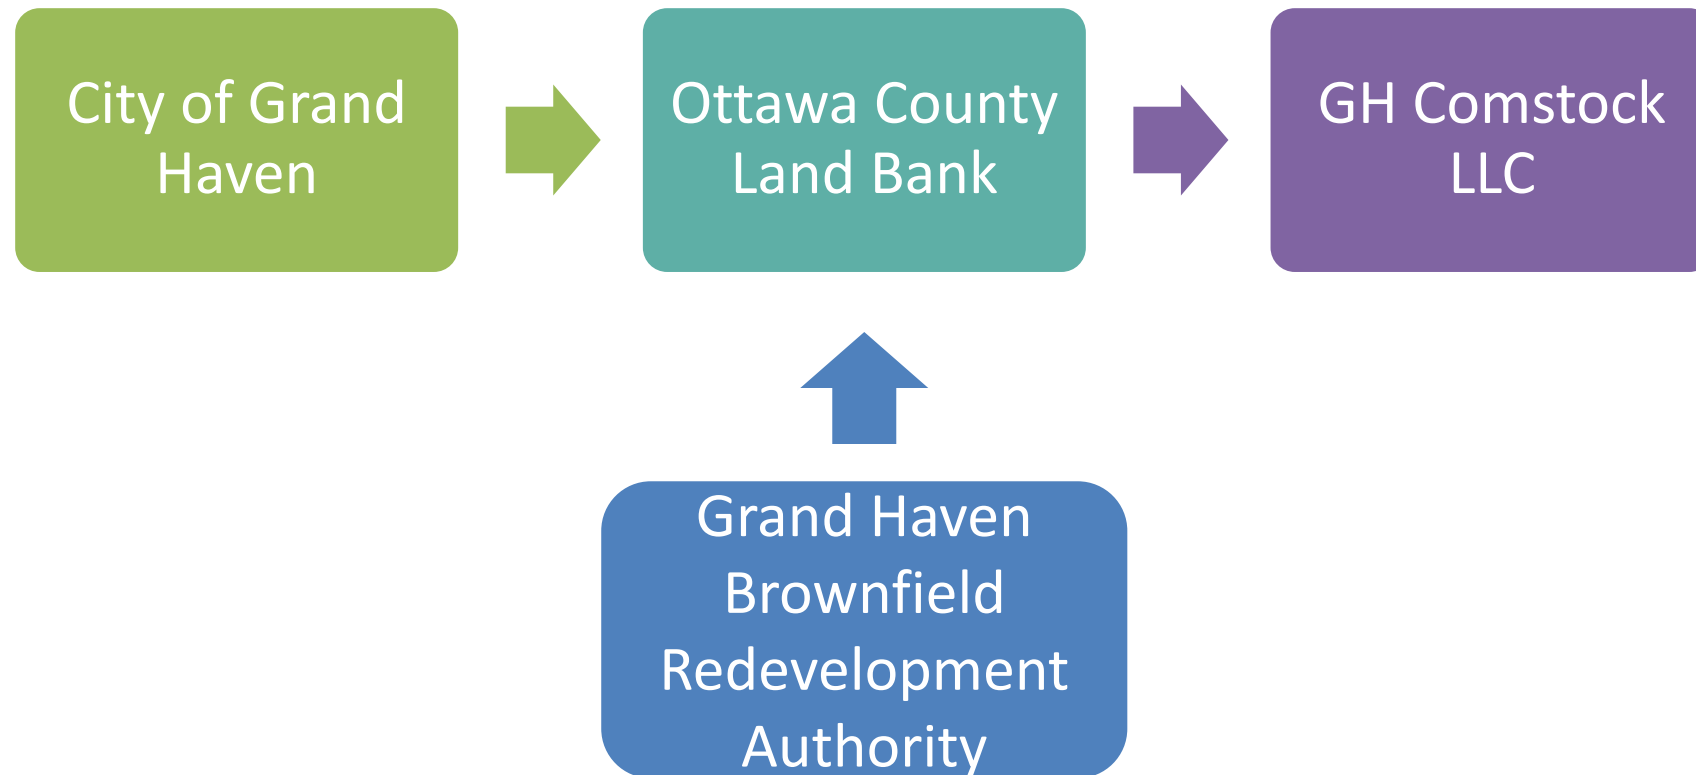 City of Grand
Haven
Ottawa County
Land Bank
GH Comstock
LLC
Grand Haven
Brownfield
Redevelopment
Authority